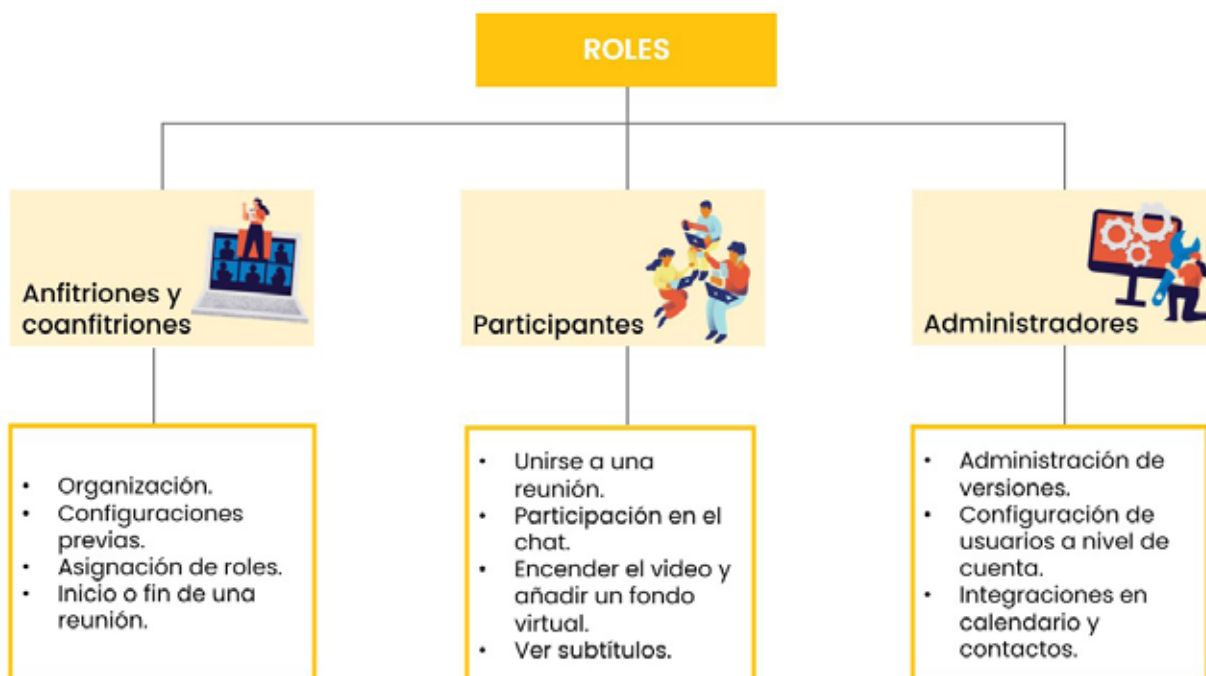 ROLES
Anfitriones y
coanfitriones
Participantes
Administradores
• Organización.
• Configuraciones
previas.
• Asignación de roles.
• Inicio o fin de una
reunión.
• Unirse a una
reunión.
• Participación en el
chat.
• Encender el video y
añadir un fondo
virtual.
• Ver subtítulos.
• Administración de
versiones.
• Configuración de
usuarios a nivel de
cuenta.
• Integraciones en
calendario y
contactos.